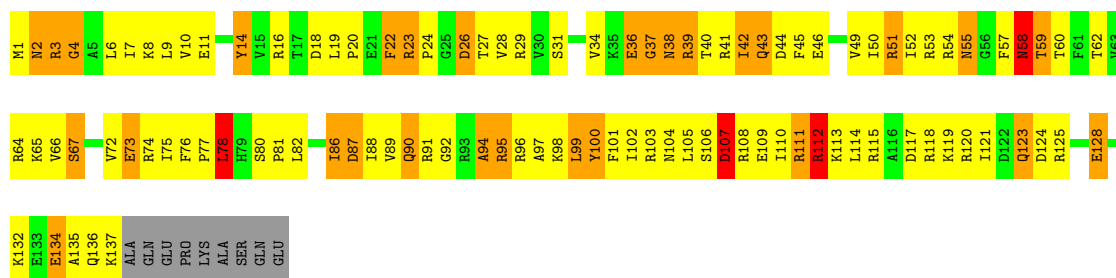 M1 N2 R3 G4 A5 L6 I7 K8 L9 V10 E11 Y14 V15 R16 T17 D18 L19 P20 E21 F22 R23 P24 G25 D26 T27 V28 R29 V30 S31 V34 K35 E36 G37 N38 R39 T40 R41 I42 Q43 D44 F45 E46 V49 I50 R51 I52 R53 R54 N55 G56 F57 N58 T59 T60 F61 T62 V63
R64 K65 V66 S67 V72 E73 R74 I75 F76 P77 L78 H79 S80 P81 L82 I86 D87 I88 V89 Q90 R91 G92 R93 A94 R95 R96 A97 K98 L99 Y100 F101 I102 R103 N104 L105 S106 D107 R108 E109 I110 R111 R112 K113 L114 R115 A116 D117 R118 K119 R120 I121 D122 Q123 D124 R125 E128
K132 E133 E134 A135 Q136 K137 ALA GLN GLU PRO LYS ALA SER GLN GLU